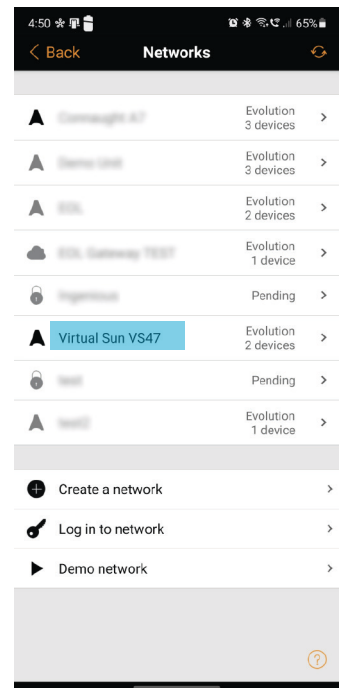 4:50 65%
Back Networks
Evolution
3 devices
Evolution
3 devices
Evolution
2 devices
Evolution
1 device
Pending
Virtual Sun VS47 Evolution
2 devices
Pending
Evolution
1 device
Create a network
Log in to network
Demo network
?